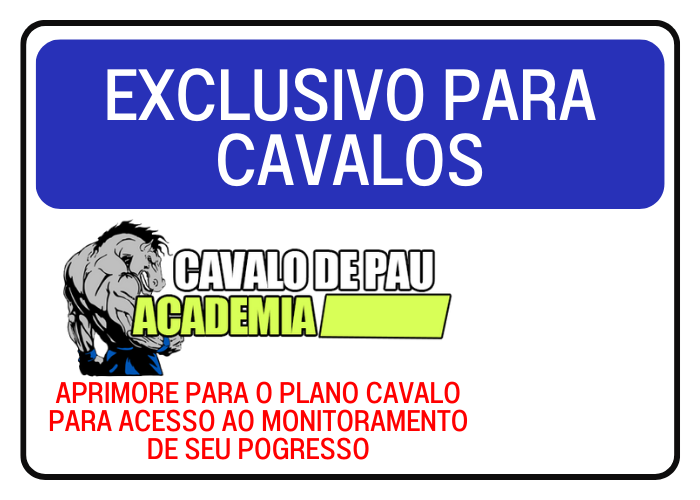 EXCLUSIVO PARA
CAVALOS
CAVALO DE PAU
ACADEMIA
APRIMORE PARA O PLANO CAVALO
PARA ACESSO AO MONITORAMENTO
DE SEU POGRESSO